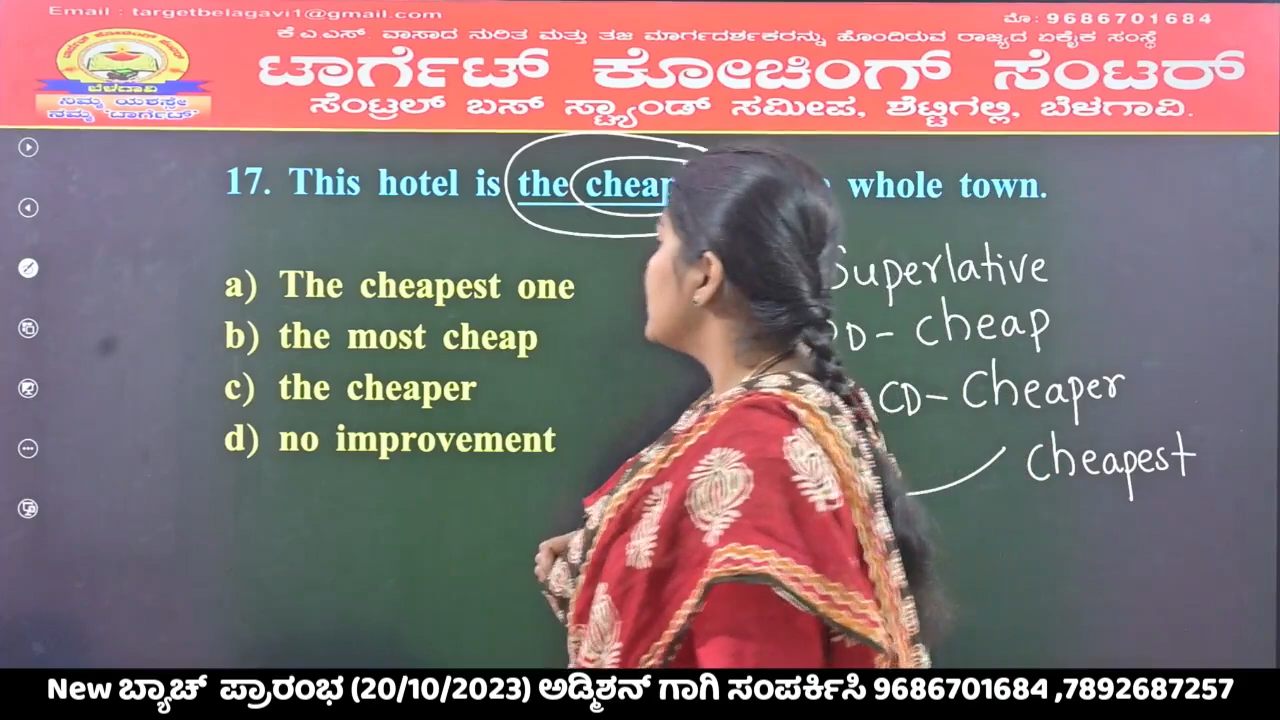 Email : targetbelagavi1@gmail.com
ಮೊ: 9686701684
ಕೆ.ಎ.ಎಸ್. ವಾಸಾದ ನುರಿತ ಮತ್ತು ತಜ್ಞ ಮಾರ್ಗದರ್ಶಕರನ್ನು ಹೊಂದಿರುವ ರಾಜ್ಯದ ಏಕೈಕ ಸಂಸ್ಥೆ
ಟಾರ್ಗೆಟ್ ಕೋಚಿಂಗ್ ಸೆಂಟರ್
ಸೆಂಟ್ರಲ್ ಬಸ್ ಸ್ಟ್ಯಾಂಡ್ ಸಮೀಪ, ಶೆಟ್ಟಿಗಲ್ಲಿ, ಬೆಳಗಾವಿ.
ಬೆಳಗಾವಿ
ನಿಮ್ಮ ಯಶಸ್ಸೇ
ನಮ್ಮ ಟಾರ್ಗೆಟ್
17. This hotel is the whole town.
a) The cheapest one
b) the most cheap
c) the cheaper
d) no improvement
Superlative
D - Cheap
CD - Cheaper
Cheapest
New ಬ್ಯಾಚ್ ಪ್ರಾರಂಭ (20/10/2023) ಅಡ್ಮಿಶನ್ ಗಾಗಿ ಸಂಪರ್ಕಿಸಿ 9686701684 ,7892687257